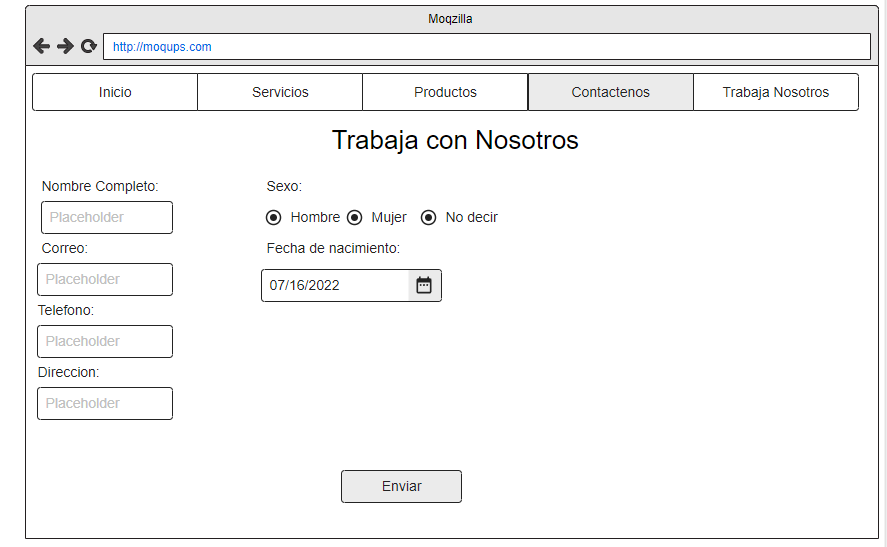 Moqzilla
http://moqups.com
Inicio Servicios Productos Contactenos Trabaja Nosotros
Trabaja con Nosotros
Nombre Completo: Sexo:
Placeholder Hombre Mujer No decir
Correo: Fecha de nacimiento:
Placeholder 07/16/2022
Telefono:
Placeholder
Direccion:
Placeholder
Enviar